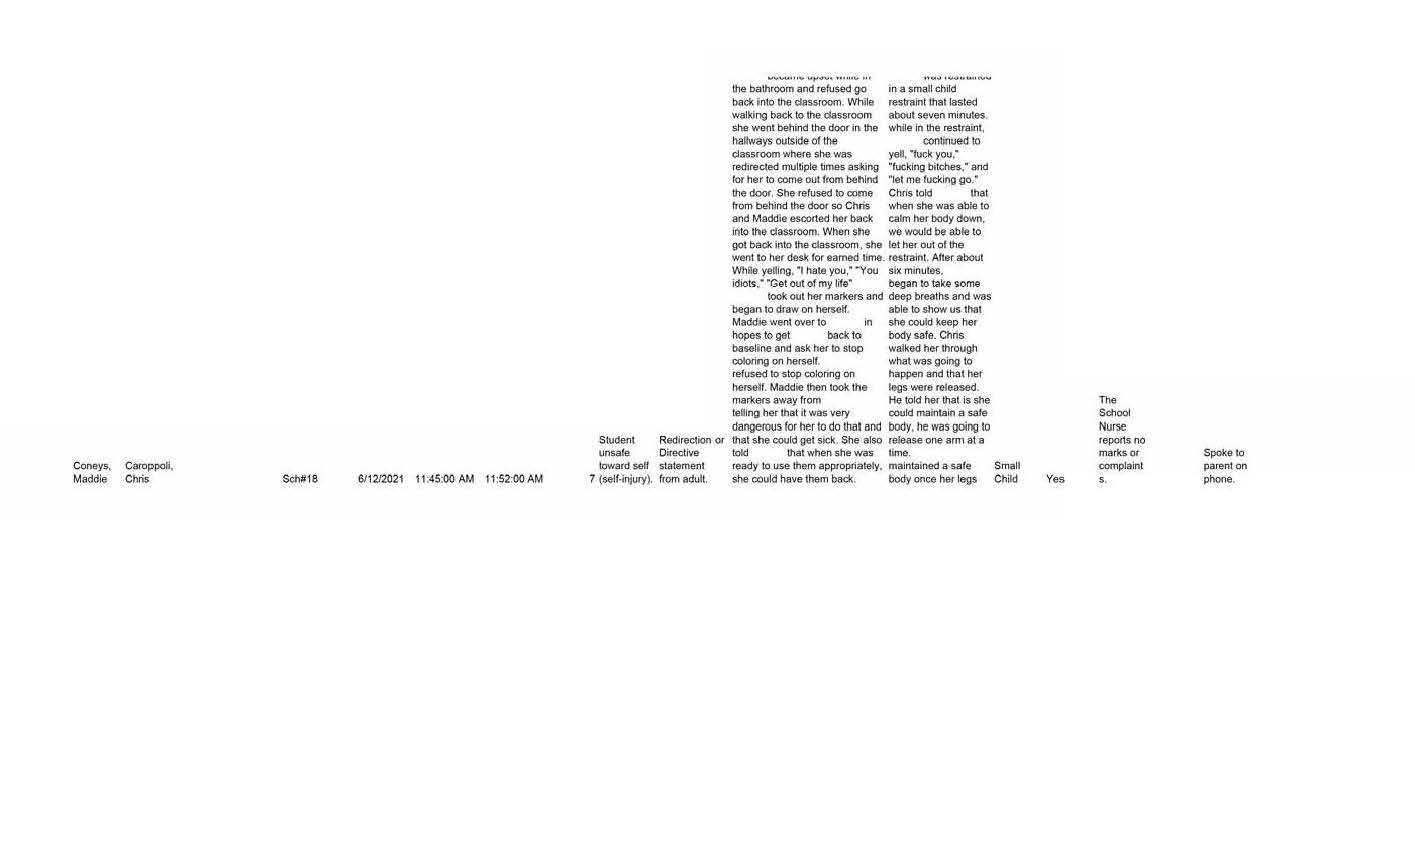 Coneys,
Maddie
Caroppoli,
Chris
Sch#18
6/12/2021
11:45:00 AM
11:52:00 AM
7
Student
unsafe
toward self
(self-injury).
Redirection or
Directive
statement
from adult.
became upset while in
the bathroom and refused go
back into the classroom. While
walking back to the classroom
she went behind the door in the
hallways outside of the
classroom where she was
redirected multiple times asking
for her to come out from behind
the door. She refused to come
from behind the door so Chris
and Maddie escorted her back
into the classroom. When she
got back into the classroom, she
went to her desk for earned time.
While yelling, "I hate you," "You
idiots," "Get out of my life"
took out her markers and
began to draw on herself.
Maddie went over to in
hopes to get back to
baseline and ask her to stop
coloring on herself.
refused to stop coloring on
herself. Maddie then took the
markers away from
telling her that it was very
dangerous for her to do that and
that she could get sick. She also
told that when she was
ready to use them appropriately,
she could have them back.
was restrained
in a small child
restraint that lasted
about seven minutes.
while in the restraint,
continued to
yell, "fuck you,"
"fucking bitches," and
"let me fucking go."
Chris told that
when she was able to
calm her body down,
we would be able to
let her out of the
restraint. After about
six minutes,
began to take some
deep breaths and was
able to show us that
she could keep her
body safe. Chris
walked her through
what was going to
happen and that her
legs were released.
He told her that is she
could maintain a safe
body, he was going to
release one arm at a
time.
maintained a safe
body once her legs
Small
Child
Yes
The
School
Nurse
reports no
marks or
complaint
s.
Spoke to
parent on
phone.